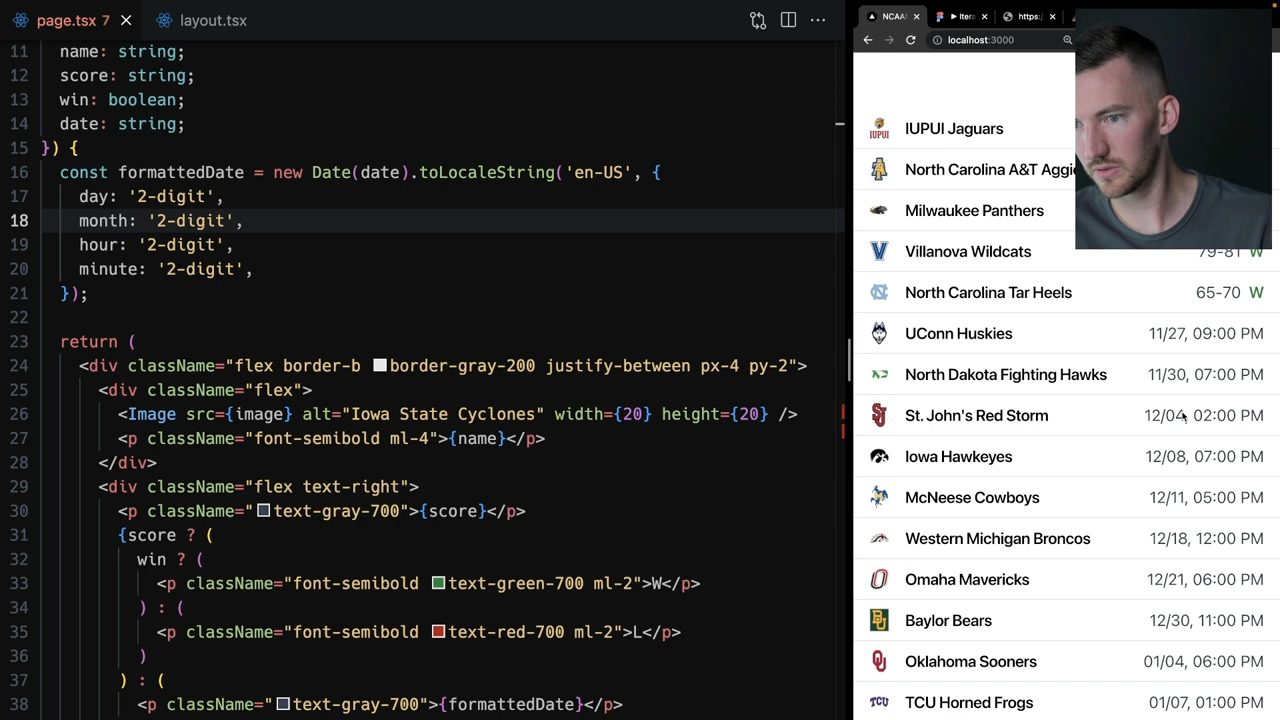 page.tsx 7
layout.tsx
11 name: string;
12 score: string;
13 win: boolean;
14 date: string;
15 }) {
16 const formattedDate = new Date(date).toLocaleString('en-US', {
17 day: '2-digit',
18 month: '2-digit',
19 hour: '2-digit',
20 minute: '2-digit',
21 });
22
23 return (
24 <div className="flex border-b border-gray-200 justify-between px-4 py-2">
25 <div className="flex">
26 <Image src={image} alt="Iowa State Cyclones" width={20} height={20} />
27 <p className="font-semibold ml-4">{name}</p>
28 </div>
29 <div className="flex text-right">
30 <p className="text-gray-700">{score}</p>
31 {score ? (
32 win ? (
33 <p className="font-semibold text-green-700 ml-2">W</p>
34 ) : (
35 <p className="font-semibold text-red-700 ml-2">L</p>
36 )
37 ) : (
38 <p className="text-gray-700">{formattedDate}</p>
NCAA
Itera
https:/
localhost:3000
IUPUI
IUPUI Jaguars
North Carolina A&T Aggie
Milwaukee Panthers
Villanova Wildcats 79-81 W
North Carolina Tar Heels 65-70 W
UConn Huskies 11/27, 09:00 PM
North Dakota Fighting Hawks 11/30, 07:00 PM
St. John's Red Storm 12/04, 02:00 PM
Iowa Hawkeyes 12/08, 07:00 PM
McNeese Cowboys 12/11, 05:00 PM
Western Michigan Broncos 12/18, 12:00 PM
Omaha Mavericks 12/21, 06:00 PM
Baylor Bears 12/30, 11:00 PM
Oklahoma Sooners 01/04, 06:00 PM
TCU
TCU Horned Frogs 01/07, 01:00 PM